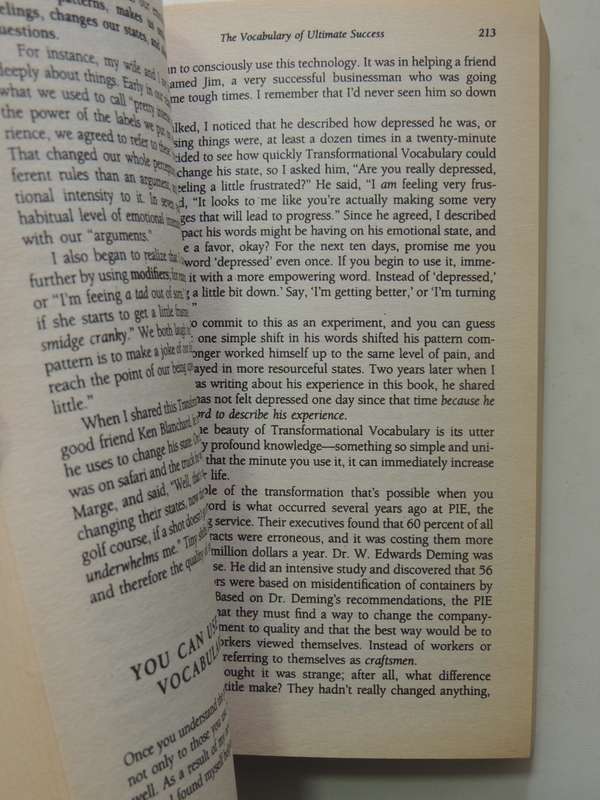 elings, changes our states, and
uestions.
For instance, my wife and I
deeply about things. Early in our
what we used to call "pretty
the power of the labels we put
rience, we agreed to refer to these
That changed our whole
ferent rules than an argument,
tional intensity to it. In seven
habitual level of emotional
with our "arguments."
I also began to realize that
further by using modifiers,
or "I'm feeing a tad out of
if she starts to get a little
smidge cranky." We both laugh
pattern is to make a joke of our
reach the point of our being
little."
When I shared this
good friend Ken Blanchard,
he uses to change his state.
was on safari and the truck
Marge, and said, "Well, that
changing their states, now
golf course, if a shot doesn't
underwhelms me." Tiny
and therefore the quality
YOU CAN USE
VOCABUL
Once you understand the
not only to those you
well. As a result of my
found myself
The Vocabulary of Ultimate Success 213
n to consciously use this technology. It was in helping a friend
amed Jim, a very successful businessman who was going
me tough times. I remember that I'd never seen him so down
lked, I noticed that he described how depressed he was, or
sing things were, at least a dozen times in a twenty-minute
cided to see how quickly Transformational Vocabulary could
change his state, so I asked him, "Are you really depressed,
eeling a little frustrated?" He said, "I am feeling very frus-
d, "It looks to me like you're actually making some very
ges that will lead to progress." Since he agreed, I described
pact his words might be having on his emotional state, and
e a favor, okay? For the next ten days, promise me you
word 'depressed' even once. If you begin to use it, imme-
it with a more empowering word. Instead of 'depressed,'
g a little bit down.' Say, 'I'm getting better,' or 'I'm turning
"
o commit to this as an experiment, and you can guess
one simple shift in his words shifted his pattern com-
onger worked himself up to the same level of pain, and
ayed in more resourceful states. Two years later when I
as writing about his experience in this book, he shared
has not felt depressed one day since that time because he
ord to describe his experience.
he beauty of Transformational Vocabulary is its utter
y profound knowledge—something so simple and uni-
that the minute you use it, it can immediately increase
life.
ple of the transformation that's possible when you
ord is what occurred several years ago at PIE, the
g service. Their executives found that 60 percent of all
racts were erroneous, and it was costing them more
million dollars a year. Dr. W. Edwards Deming was
se. He did an intensive study and discovered that 56
ers were based on misidentification of containers by
Based on Dr. Deming's recommendations, the PIE
hat they must find a way to change the company-
ment to quality and that the best way would be to
orkers viewed themselves. Instead of workers or
referring to themselves as craftsmen.
ought it was strange; after all, what difference
title make? They hadn't really changed anything,